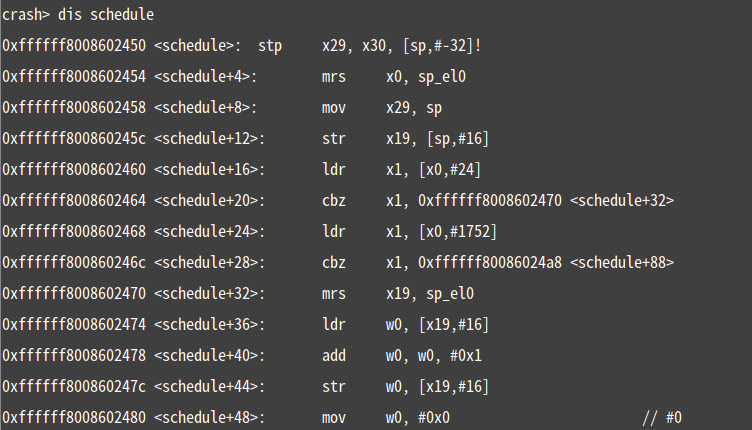 crash> dis schedule
0xffffff8008602450 <schedule>:  stp     x29, x30, [sp,#-32]!
0xffffff8008602454 <schedule+4>:        mrs     x0, sp_el0
0xffffff8008602458 <schedule+8>:        mov     x29, sp
0xffffff800860245c <schedule+12>:       str     x19, [sp,#16]
0xffffff8008602460 <schedule+16>:       ldr     x1, [x0,#24]
0xffffff8008602464 <schedule+20>:       cbz     x1, 0xffffff8008602470 <schedule+32>
0xffffff8008602468 <schedule+24>:       ldr     x1, [x0,#1752]
0xffffff800860246c <schedule+28>:       cbz     x1, 0xffffff80086024a8 <schedule+88>
0xffffff8008602470 <schedule+32>:       mrs     x19, sp_el0
0xffffff8008602474 <schedule+36>:       ldr     w0, [x19,#16]
0xffffff8008602478 <schedule+40>:       add     w0, w0, #0x1
0xffffff800860247c <schedule+44>:       str     w0, [x19,#16]
0xffffff8008602480 <schedule+48>:       mov     w0, #0x0                        // #0